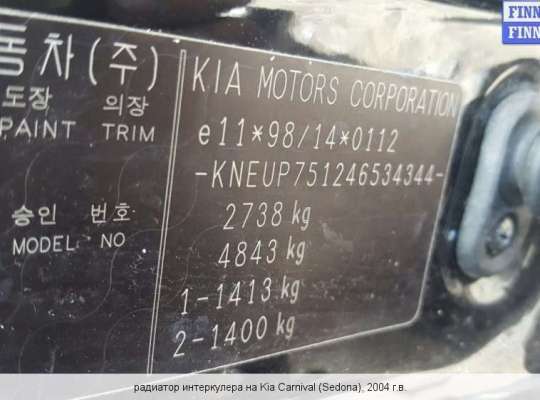 FINN
FINN
동차(주)
도장 의장
PAINT TRIM
승인 번호
MODEL NO
KIA MOTORS CORPORATION
e11*98/14*0112
-KNEUP751246534344-
2738 kg
4843 kg
1-1413 kg
2-1400 kg
радиатор интеркулера на Kia Carnival (Sedona), 2004 г.в.